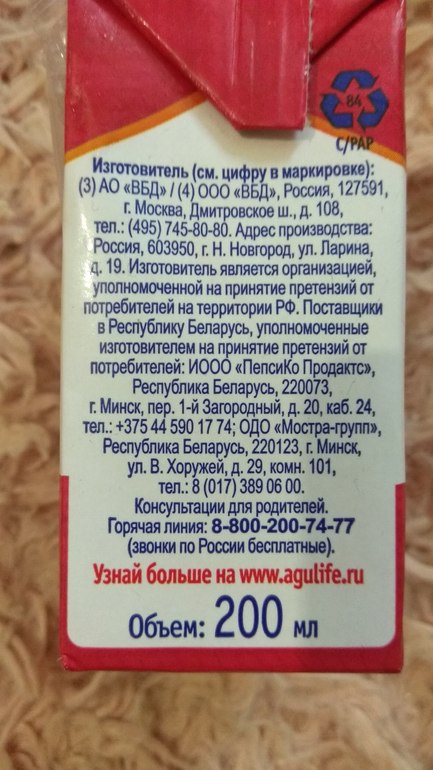 84
C/PAP
Изготовитель (см. цифру в маркировке):
(3) АО «ВБД» / (4) ООО «ВБД», Россия, 127591,
г. Москва, Дмитровское ш., д. 108,
тел.: (495) 745-80-80. Адрес производства:
Россия, 603950, г. Н. Новгород, ул. Ларина,
д. 19. Изготовитель является организацией,
уполномоченной на принятие претензий от
потребителей на территории РФ. Поставщики
в Республику Беларусь, уполномоченные
изготовителем на принятие претензий от
потребителей: ИООО «ПепсиКо Продактс»,
Республика Беларусь, 220073,
г. Минск, пер. 1-й Загородный, д. 20, каб. 24,
тел.: +375 44 590 17 74; ОДО «Мостра-групп»,
Республика Беларусь, 220123, г. Минск,
ул. В. Хоружей, д. 29, комн. 101,
тел.: 8 (017) 389 06 00.
Консультации для родителей.
Горячая линия: 8-800-200-74-77
(звонки по России бесплатные).
Узнай больше на www.agulife.ru
Объем: 200 мл